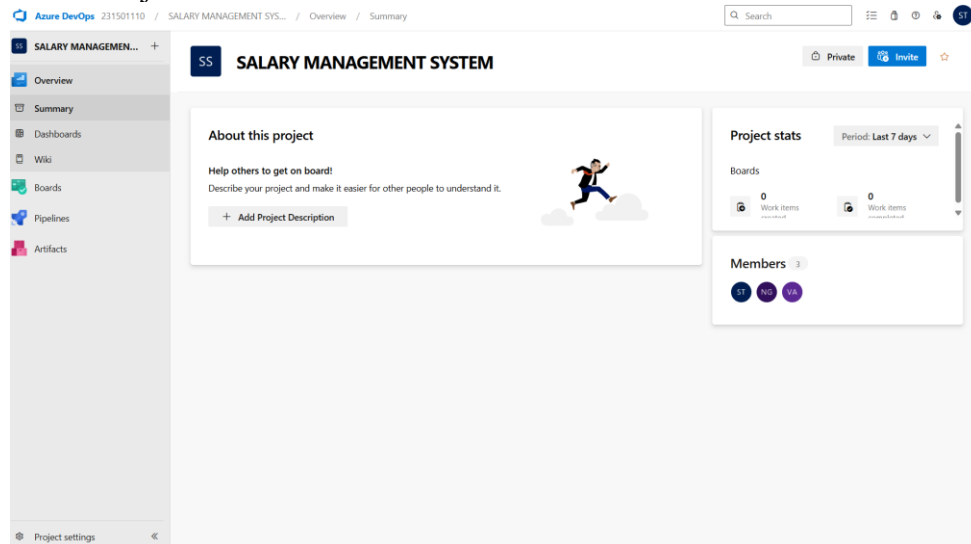 Azure DevOps 231501110 / SALARY MANAGEMENT SYS... / Overview / Summary
Search
ST
SS SALARY MANAGEMEN... +
Overview
Summary
Dashboards
Wiki
Boards
Pipelines
Artifacts
Project settings
SS SALARY MANAGEMENT SYSTEM
Private
Invite
About this project
Help others to get on board!
Describe your project and make it easier for other people to understand it.
+ Add Project Description
Project stats
Period: Last 7 days
Boards
0
Work items
created
0
Work items
completed
Members 3
ST NG VA